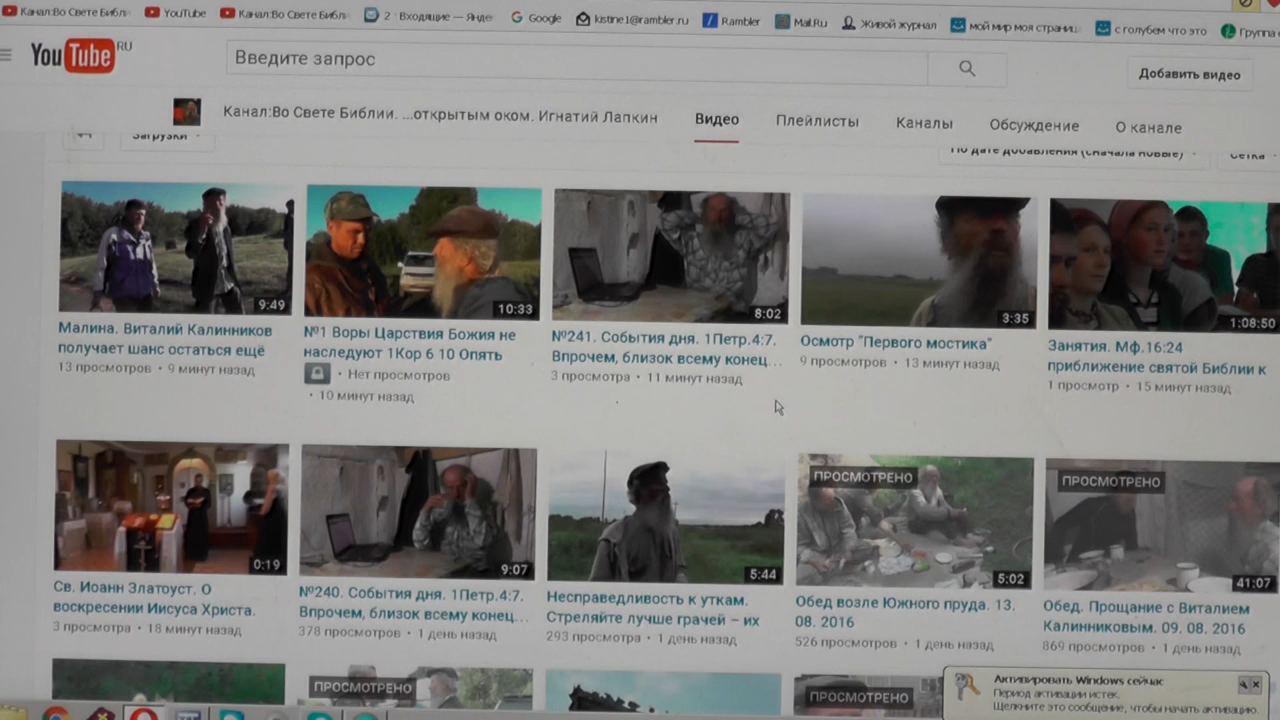 Канал:Во Свете Библи
YouTube
Канал:Во Свете Библи
2 · Входящие — Янде
Google
kistine1@rambler.ru
Rambler
Mail.Ru
Живой журнал
мой мир моя страниц
с голубем что это
Группа
YouTube RU
Введите запрос
Добавить видео
Канал:Во Свете Библии. ...открытым оком. Игнатий Лапкин
Видео
Плейлисты
Каналы
Обсуждение
О канале
Загрузки
По дате добавления (сначала новые)
Сетка
9:49
10:33
8:02
3:35
1:08:50
Малина. Виталий Калинников
получает шанс остаться ещё
13 просмотров • 9 минут назад
№1 Воры Царствия Божия не
наследуют 1Кор 6 10 Опять
• Нет просмотров
• 10 минут назад
№241. События дня. 1Петр.4:7.
Впрочем, близок всему конец...
3 просмотра • 11 минут назад
Осмотр "Первого мостика"
9 просмотров • 13 минут назад
Занятия. Мф.16:24
приближение святой Библии к
1 просмотр • 15 минут назад
ПРОСМОТРЕНО
ПРОСМОТРЕНО
0:19
9:07
5:44
5:02
41:07
Св. Иоанн Златоуст. О
воскресении Иисуса Христа.
3 просмотра • 18 минут назад
№240. События дня. 1Петр.4:7.
Впрочем, близок всему конец...
378 просмотров • 1 день назад
Несправедливость к уткам.
Стреляйте лучше грачей – их
293 просмотра • 1 день назад
Обед возле Южного пруда. 13.
08. 2016
526 просмотров • 1 день назад
Обед. Прощание с Виталием
Калинниковым. 09. 08. 2016
869 просмотров • 1 день назад
ПРОСМОТРЕНО
ПРОСМОТРЕНО
Активировать Windows сейчас
Период активации истек.
Щелкните это сообщение, чтобы начать активацию.